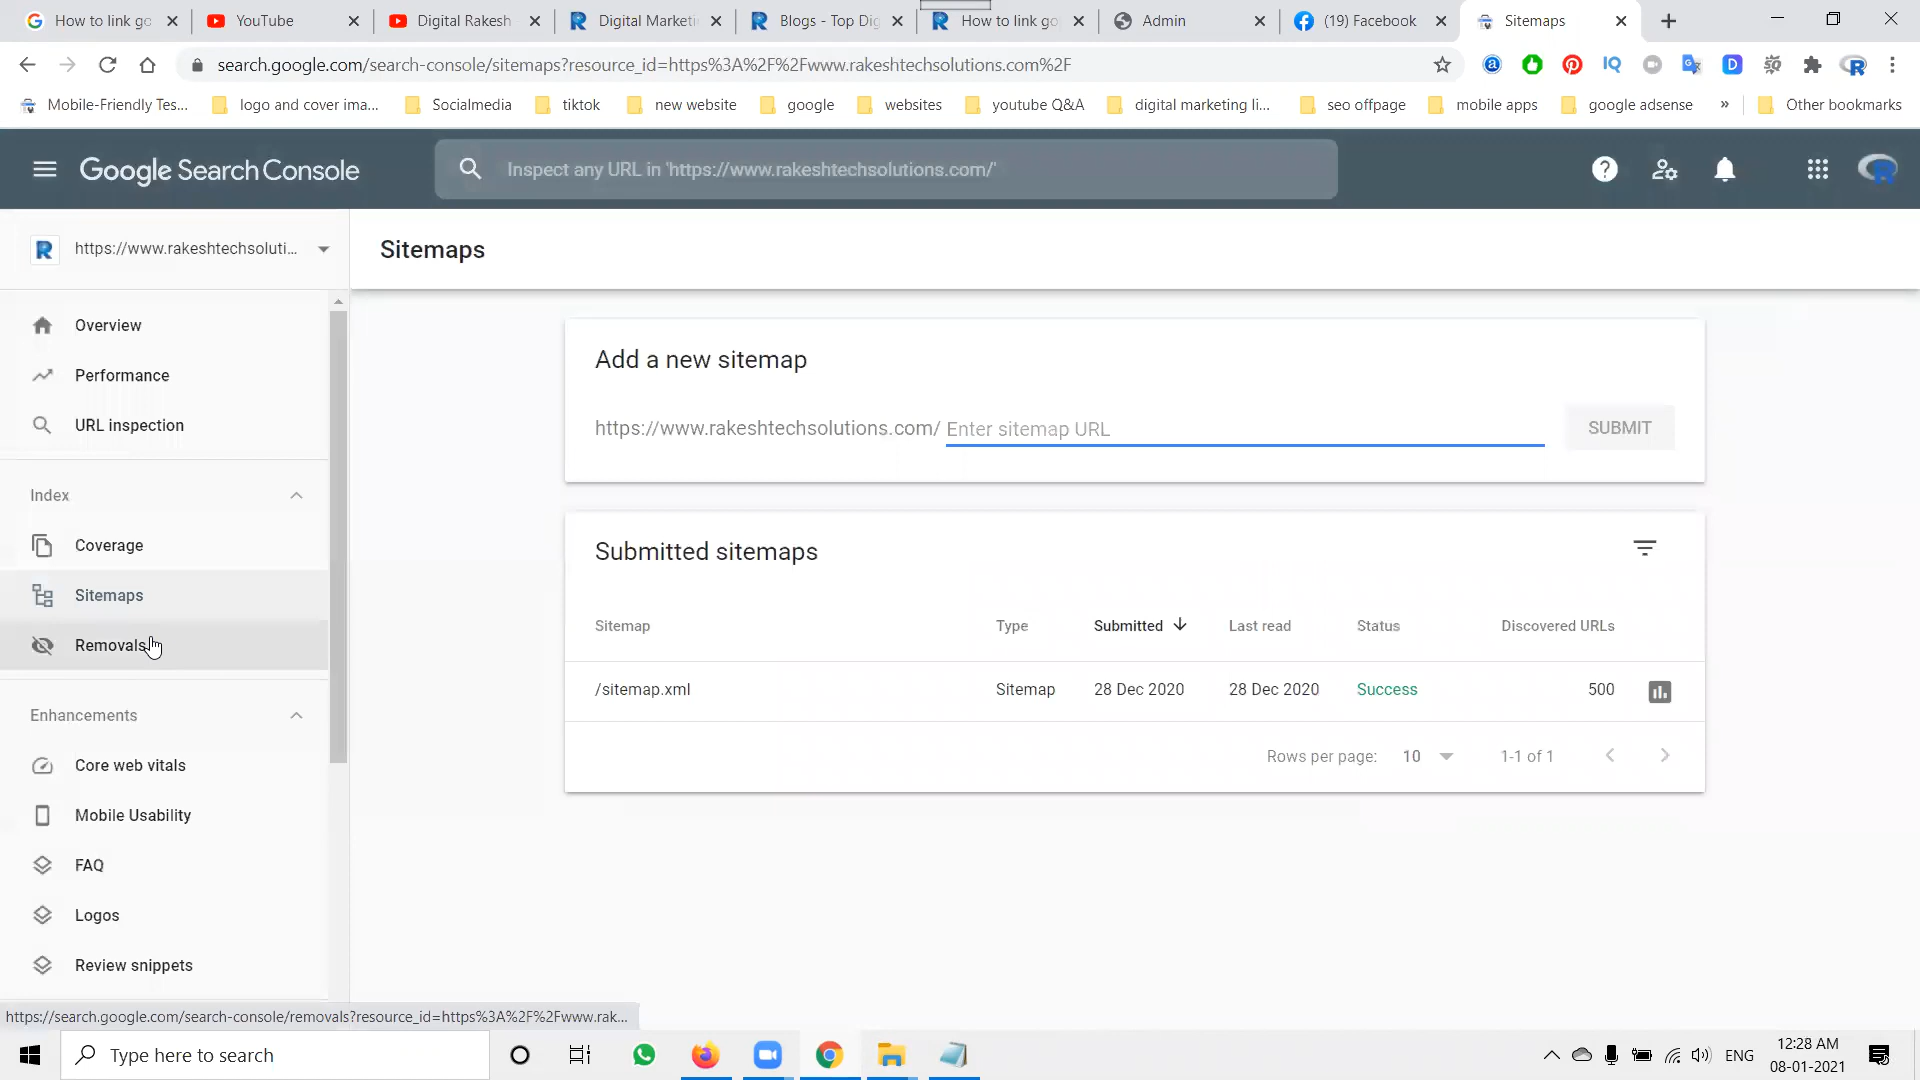 How to link go
YouTube
Digital Rakesh
Digital Marketi
Blogs - Top Dig
How to link go
Admin
(19) Facebook
Sitemaps
search.google.com/search-console/sitemaps?resource_id=https%3A%2F%2Fwww.rakeshtechsolutions.com%2F
Mobile-Friendly Tes...
logo and cover ima...
Socialmedia
tiktok
new website
google
websites
youtube Q&A
digital marketing li...
seo offpage
mobile apps
google adsense
»
Other bookmarks
Google Search Console
Inspect any URL in 'https://www.rakeshtechsolutions.com/'
https://www.rakeshtechsoluti...
Sitemaps
Overview
Performance
URL inspection
Index
Coverage
Sitemaps
Removals
Enhancements
Core web vitals
Mobile Usability
FAQ
Logos
Review snippets
Add a new sitemap
https://www.rakeshtechsolutions.com/ Enter sitemap URL
SUBMIT
Submitted sitemaps
Sitemap Type Submitted Last read Status Discovered URLs
/sitemap.xml Sitemap 28 Dec 2020 28 Dec 2020 Success 500
Rows per page: 10 1-1 of 1
https://search.google.com/search-console/removals?resource_id=https%3A%2F%2Fwww.rak...
Type here to search
ENG
12:28 AM
08-01-2021